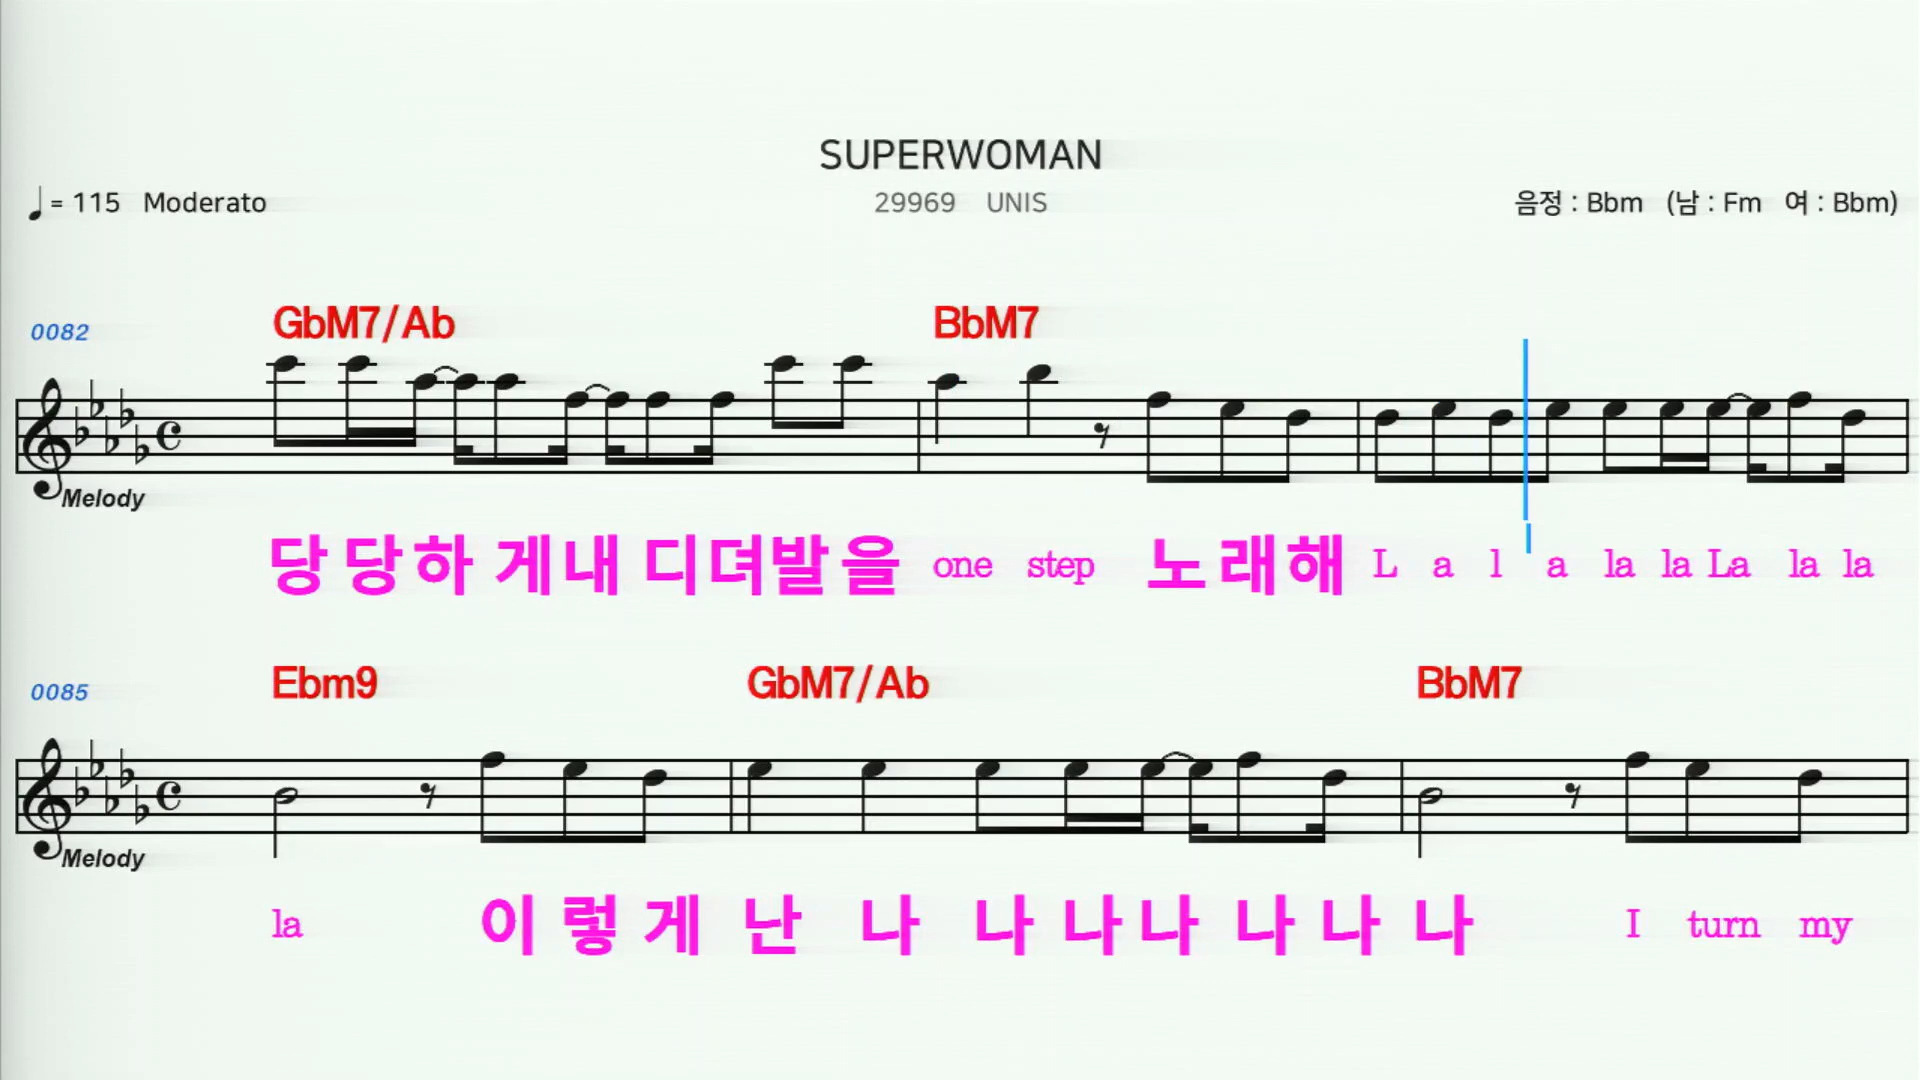 SUPERWOMAN
= 115 Moderato
29969 UNIS
음정 : Bbm (남 : Fm 여 : Bbm)
0082
GbM7/Ab BbM7
Melody
당 당 하 게 내 디 뎌 발 을 one step 노 래 해 L a l a la la La la la
0085
Ebm9 GbM7/Ab BbM7
Melody
la 이 렇 게 난 나 나 나 나 나 나 나 I turn my